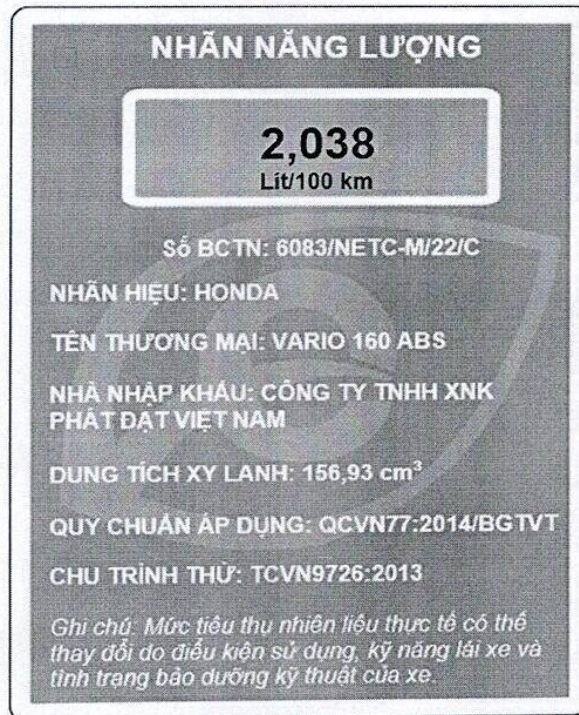 NHÃN NĂNG LƯỢNG
2,038
Lít/100 km
Số BCTN: 6083/NETC-M/22/C
NHÃN HIỆU: HONDA
TÊN THƯƠNG MẠI: VARIO 160 ABS
NHÀ NHẬP KHẨU: CÔNG TY TNHH XNK
PHÁT ĐẠT VIỆT NAM
DUNG TÍCH XY LANH: 156,93 cm³
QUY CHUẨN ÁP DỤNG: QCVN77:2014/BGTVT
CHU TRÌNH THỬ: TCVN9726:2013
Ghi chú: Mức tiêu thụ nhiên liệu thực tế có thể
thay đổi do điều kiện sử dụng, kỹ năng lái xe và
tình trạng bảo dưỡng kỹ thuật của xe.